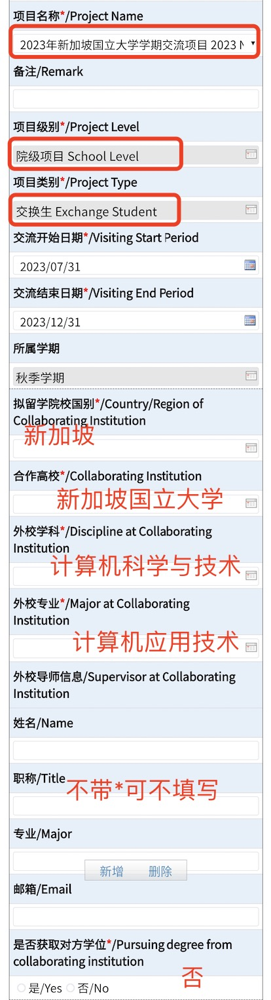 项目名称*/Project Name
2023年新加坡国立大学学期交流项目 2023 N
备注/Remark
项目级别*/Project Level
院级项目 School Level
项目类别*/Project Type
交换生 Exchange Student
交流开始日期*/Visiting Start Period
2023/07/31
交流结束日期*/Visiting End Period
2023/12/31
所属学期
秋季学期
拟留学院校国别*/Country/Region of
Collaborating Institution
新加坡
合作高校*/Collaborating Institution
新加坡国立大学
外校学科*/Discipline at Collaborating
Institution
计算机科学与技术
外校专业*/Major at Collaborating
Institution
计算机应用技术
外校导师信息/Supervisor at Collaborating
Institution
姓名/Name
职称/Title
不带*可不填写
专业/Major
新增 删除
邮箱/Email
是否获取对方学位*/Pursuing degree from
collaborating institution
否
是/Yes 否/No